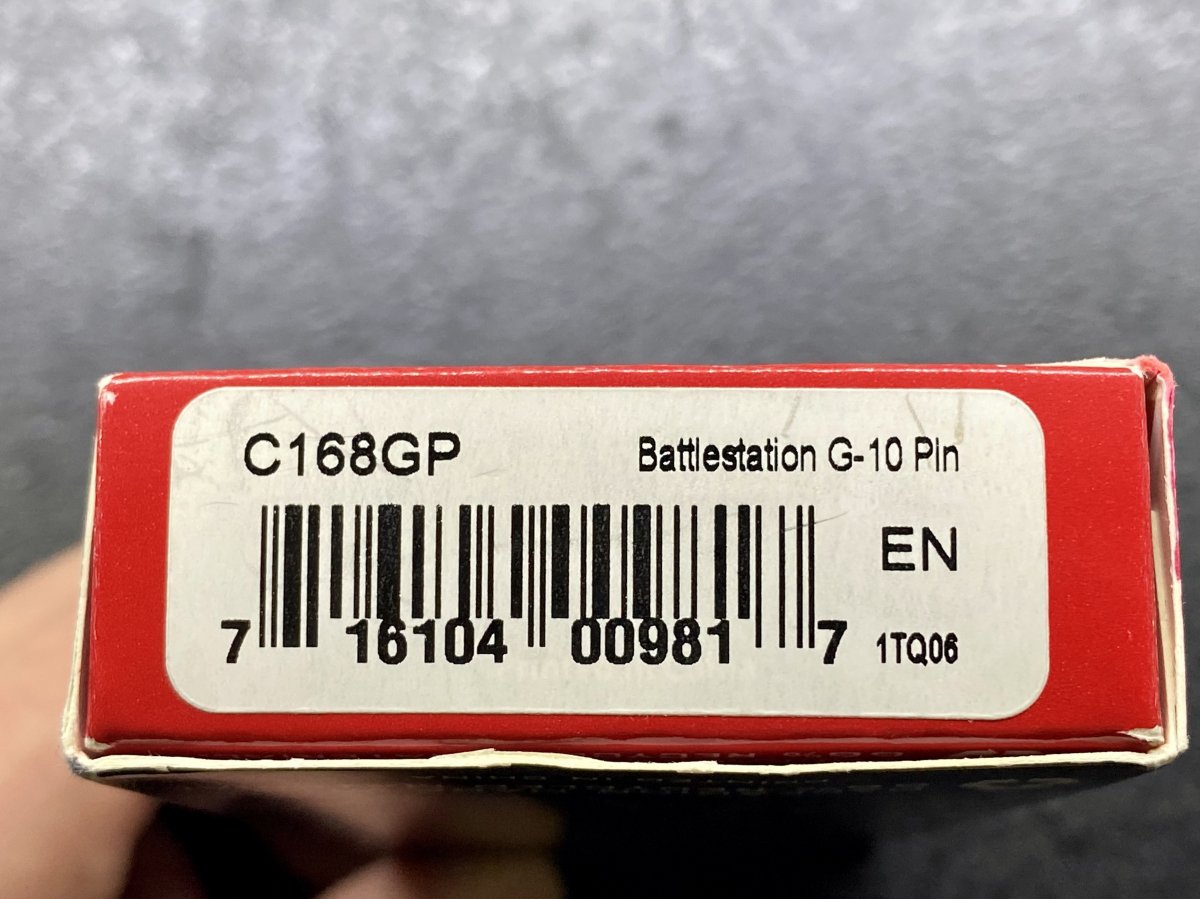 C168GP
Battlestation G-10 Pin
EN
7 16104 00981 7
1TQ06